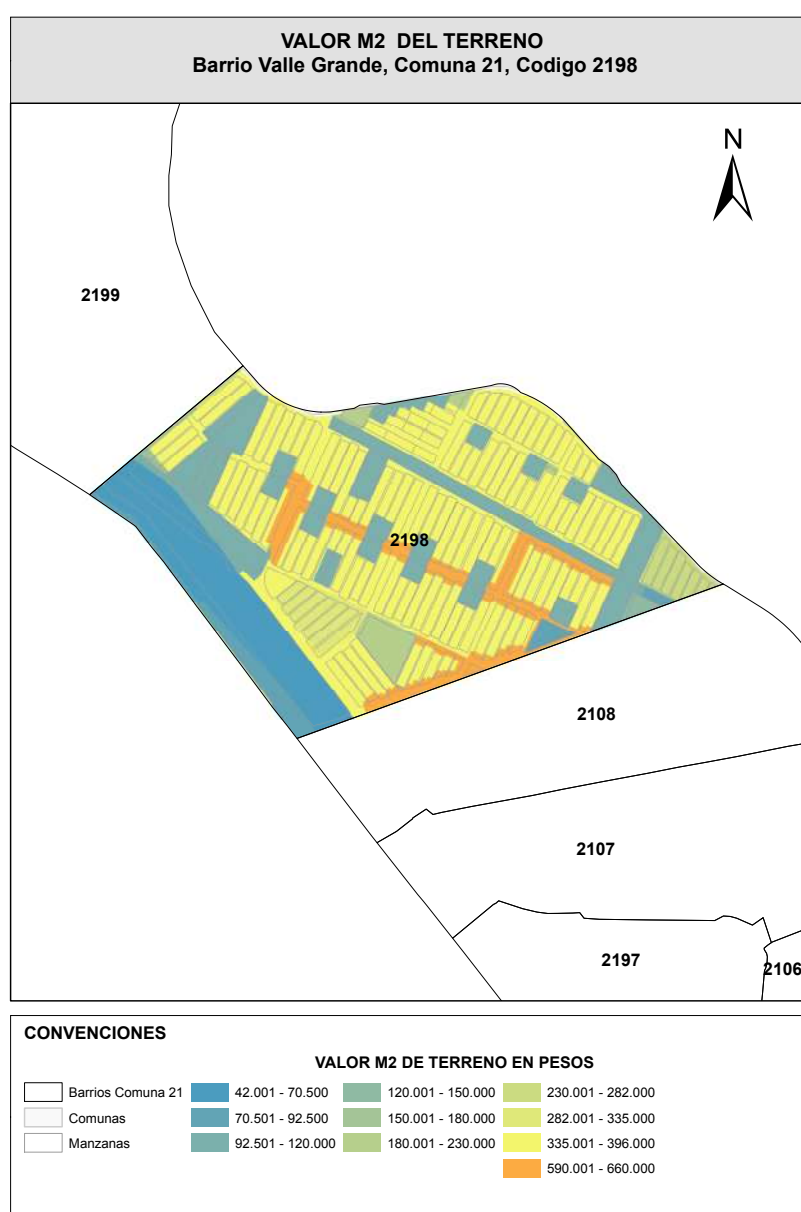 VALOR M2 DEL TERRENO
Barrio Valle Grande, Comuna 21, Codigo 2198
N
2199
2198
2108
2107
2197
2106
CONVENCIONES
VALOR M2 DE TERRENO EN PESOS
Barrios Comuna 21
42.001 - 70.500
120.001 - 150.000
230.001 - 282.000
Comunas
70.501 - 92.500
150.001 - 180.000
282.001 - 335.000
Manzanas
92.501 - 120.000
180.001 - 230.000
335.001 - 396.000
590.001 - 660.000